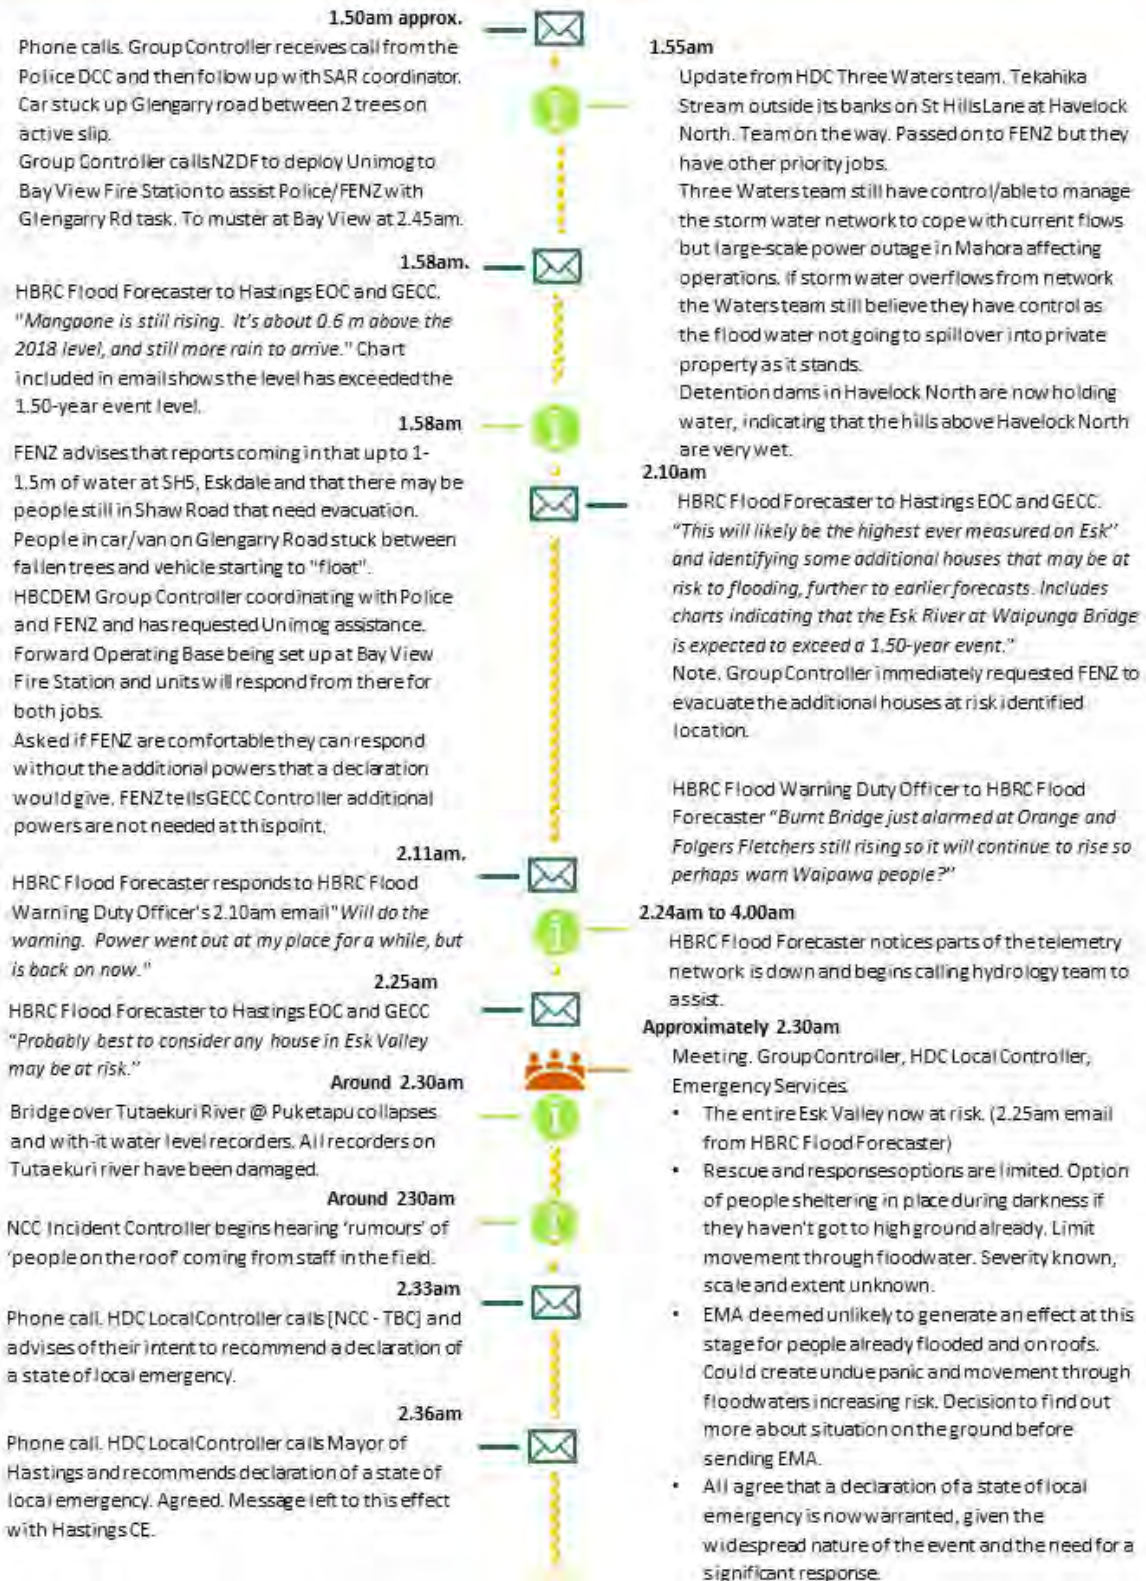 1.50am approx.
Phone calls. Group Controller receives call from the
Police DCC and then follow up with SAR coordinator.
Car stuck up Glengarry road between 2 trees on
active slip.
Group Controller calls NZDF to deploy Unimog to
Bay View Fire Station to assist Police/FENZ with
Glengarry Rd task. To muster at Bay View at 2.45am.
1.55am
Update from HDC Three Waters team. Tekahika
Stream outside its banks on St Hills Lane at Havelock
North. Team on the way. Passed on to FENZ but they
have other priority jobs.
Three Waters team still have control/able to manage
the storm water network to cope with current flows
but large-scale power outage in Mahora affecting
operations. If storm water overflows from network
the Waters team still believe they have control as
the flood water not going to spill over into private
property as it stands.
Detention dams in Havelock North are now holding
water, indicating that the hills above Havelock North
are very wet.
1.58am.
HBRC Flood Forecaster to Hastings EOC and GECC.
"Mangaone is still rising. It's about 0.6 m above the
2018 level, and still more rain to arrive." Chart
included in email shows the level has exceeded the
1.50-year event level.
1.58am
FENZ advises that reports coming in that up to 1-
1.5m of water at SH5, Eskdale and that there may be
people still in Shaw Road that need evacuation.
People in car/van on Glengarry Road stuck between
fallen trees and vehicle starting to "float".
HBCDEM Group Controller coordinating with Police
and FENZ and has requested Unimog assistance.
Forward Operating Base being set up at Bay View
Fire Station and units will respond from there for
both jobs.
Asked if FENZ are comfortable they can respond
without the additional powers that a declaration
would give. FENZ tells GECC Controller additional
powers are not needed at this point.
2.10am
HBRC Flood Forecaster to Hastings EOC and GECC.
"This will likely be the highest ever measured on Esk"
and identifying some additional houses that may be at
risk to flooding, further to earlier forecasts. Includes
charts indicating that the Esk River at Waipunga Bridge
is expected to exceed a 1.50-year event."
Note. Group Controller immediately requested FENZ to
evacuate the additional houses at risk identified
location.
HBRC Flood Warning Duty Officer to HBRC Flood
Forecaster "Burnt Bridge just alarmed at Orange and
Folgers Fletchers still rising so it will continue to rise so
perhaps warn Waipawa people?"
2.11am.
HBRC Flood Forecaster responds to HBRC Flood
Warning Duty Officer's 2.10am email "Will do the
warning. Power went out at my place for a while, but
is back on now."
2.24am to 4.00am
HBRC Flood Forecaster notices parts of the telemetry
network is down and begins calling hydrology team to
assist.
2.25am
HBRC Flood Forecaster to Hastings EOC and GECC
"Probably best to consider any house in Esk Valley
may be at risk."
Around 2.30am
Bridge over Tutaekuri River @ Puketapu collapses
and with-it water level recorders. All recorders on
Tutaekuri river have been damaged.
Around 230am
NCC Incident Controller begins hearing 'rumours' of
'people on the roof' coming from staff in the field.
2.33am
Phone call. HDC Local Controller calls [NCC - TBC] and
advises of their intent to recommend a declaration of
a state of local emergency.
2.36am
Phone call. HDC Local Controller calls Mayor of
Hastings and recommends declaration of a state of
local emergency. Agreed. Message left to this effect
with Hastings CE.
Approximately 2.30am
Meeting. Group Controller, HDC Local Controller,
Emergency Services.
• The entire Esk Valley now at risk. (2.25am email
from HBRC Flood Forecaster)
• Rescue and responses options are limited. Option
of people sheltering in place during darkness if
they haven't got to high ground already. Limit
movement through floodwater. Severity known,
scale and extent unknown.
• EMA deemed unlikely to generate an effect at this
stage for people already flooded and on roofs.
Could create undue panic and movement through
floodwaters increasing risk. Decision to find out
more about situation on the ground before
sending EMA.
• All agree that a declaration of a state of local
emergency is now warranted, given the
widespread nature of the event and the need for a
significant response.